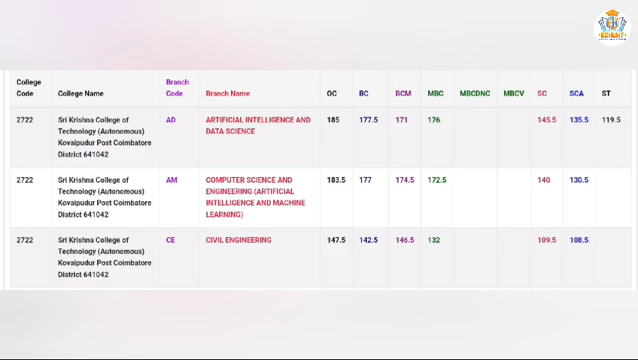 College Code College Name Branch Code Branch Name OC BC BCM MBC MBCDNC MBCV SC SCA ST
2722 Sri Krishna College of Technology (Autonomous) Kovaipudur Post Coimbatore District 641042 AD ARTIFICIAL INTELLIGENCE AND DATA SCIENCE 185 177.5 171 176 145.5 135.5 119.5
2722 Sri Krishna College of Technology (Autonomous) Kovaipudur Post Coimbatore District 641042 AM COMPUTER SCIENCE AND ENGINEERING (ARTIFICIAL INTELLIGENCE AND MACHINE LEARNING) 183.5 177 174.5 172.5 140 130.5
2722 Sri Krishna College of Technology (Autonomous) Kovaipudur Post Coimbatore District 641042 CE CIVIL ENGINEERING 147.5 142.5 146.5 132 109.5 108.5